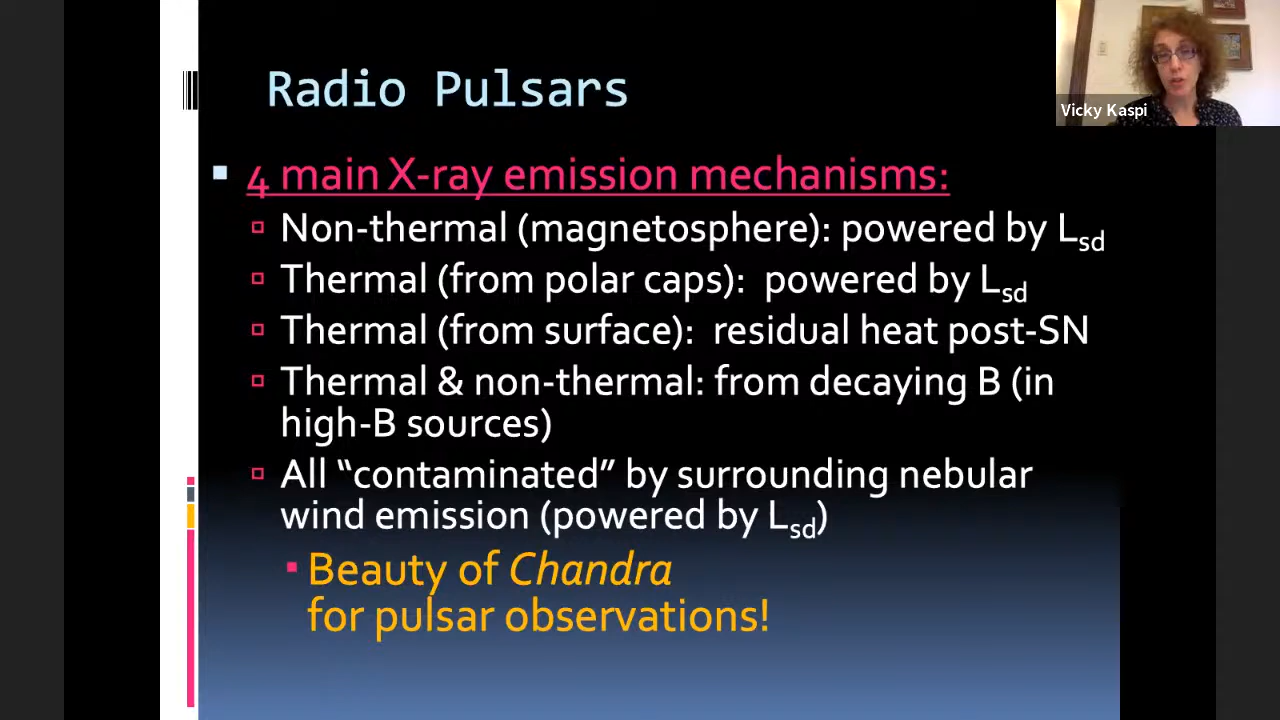 Radio Pulsars
Vicky Kaspi
4 main X-ray emission mechanisms:
Non-thermal (magnetosphere): powered by Lsd
Thermal (from polar caps): powered by Lsd
Thermal (from surface): residual heat post-SN
Thermal & non-thermal: from decaying B (in
high-B sources)
All “contaminated” by surrounding nebular
wind emission (powered by Lsd)
Beauty of Chandra
for pulsar observations!